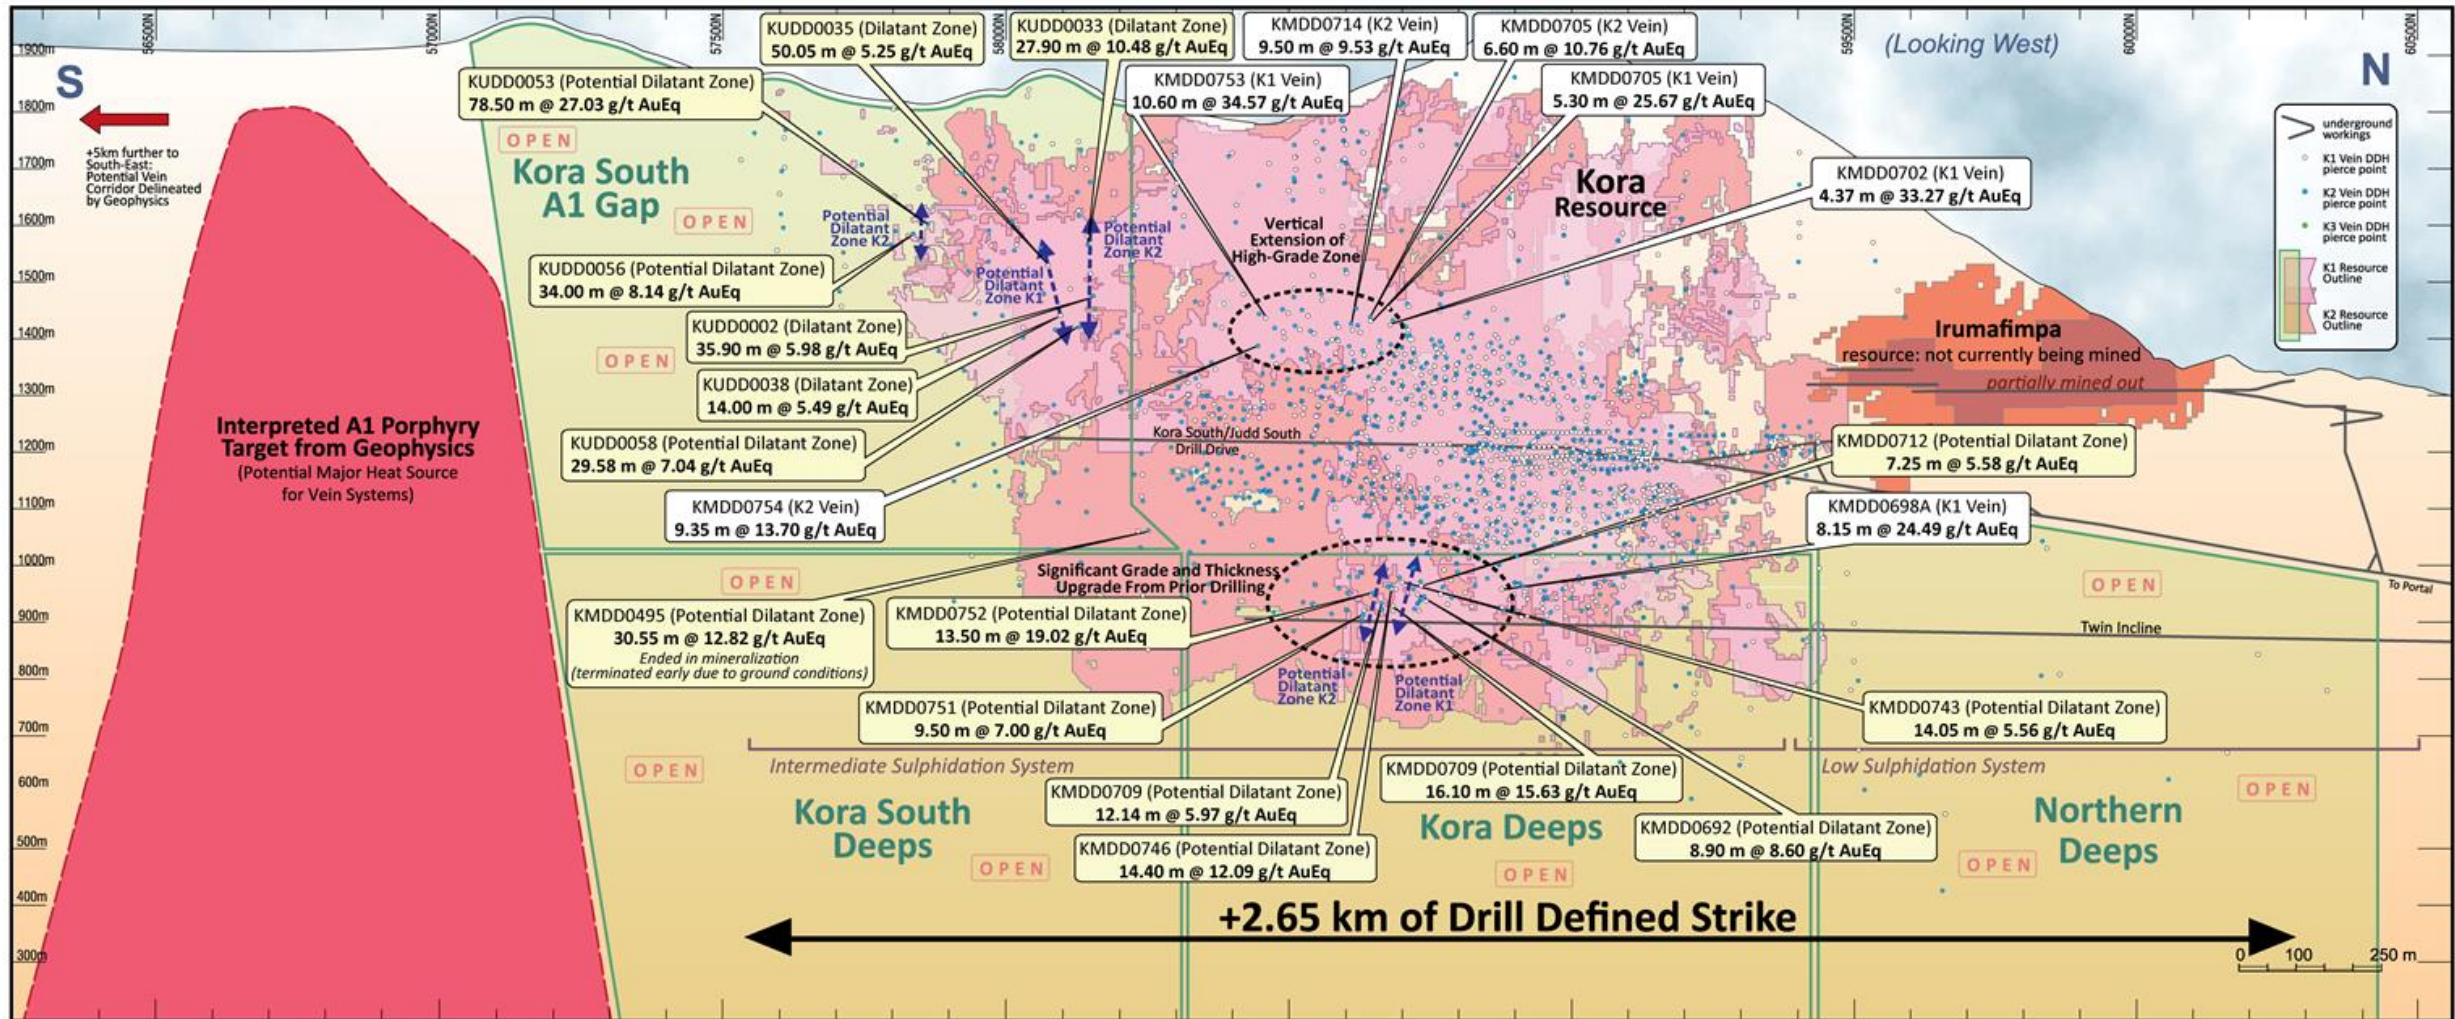 56500N
57000N
57500N
58000N
59500N
60000N
60500N
(Looking West)
S
N
1900m
1800m
1700m
1600m
1500m
1400m
1300m
1200m
1100m
1000m
900m
800m
700m
600m
500m
400m
300m
+5km further to
South-East:
Potential Vein
Corridor Delineated
by Geophysics
KUDD0035 (Dilatant Zone)
50.05 m @ 5.25 g/t AuEq
KUDD0033 (Dilatant Zone)
27.90 m @ 10.48 g/t AuEq
KMDD0714 (K2 Vein)
9.50 m @ 9.53 g/t AuEq
KMDD0705 (K2 Vein)
6.60 m @ 10.76 g/t AuEq
KUDD0053 (Potential Dilatant Zone)
78.50 m @ 27.03 g/t AuEq
KMDD0753 (K1 Vein)
10.60 m @ 34.57 g/t AuEq
KMDD0705 (K1 Vein)
5.30 m @ 25.67 g/t AuEq
underground
workings
K1 Vein DDH
pierce point
K2 Vein DDH
pierce point
K3 Vein DDH
pierce point
K1 Resource
Outline
K2 Resource
Outline
OPEN
Kora South
A1 Gap
OPEN
KMDD0702 (K1 Vein)
4.37 m @ 33.27 g/t AuEq
Kora
Resource
Potential
Dilatant
Zone K2
Potential
Dilatant
Zone K2
Vertical
Extension of
High-Grade Zone
KUDD0056 (Potential Dilatant Zone)
34.00 m @ 8.14 g/t AuEq
Potential
Dilatant
Zone K1
KUDD0002 (Dilatant Zone)
35.90 m @ 5.98 g/t AuEq
OPEN
Irumafimpa
resource: not currently being mined
partially mined out
KUDD0038 (Dilatant Zone)
14.00 m @ 5.49 g/t AuEq
Interpreted A1 Porphyry
Target from Geophysics
(Potential Major Heat Source
for Vein Systems)
KUDD0058 (Potential Dilatant Zone)
29.58 m @ 7.04 g/t AuEq
Kora South/Judd South
Drill Drive
KMDD0712 (Potential Dilatant Zone)
7.25 m @ 5.58 g/t AuEq
KMDD0754 (K2 Vein)
9.35 m @ 13.70 g/t AuEq
KMDD0698A (K1 Vein)
8.15 m @ 24.49 g/t AuEq
OPEN
Significant Grade and Thickness
Upgrade From Prior Drilling
OPEN
To Portal
KMDD0495 (Potential Dilatant Zone)
30.55 m @ 12.82 g/t AuEq
Ended in mineralization
(terminated early due to ground conditions)
KMDD0752 (Potential Dilatant Zone)
13.50 m @ 19.02 g/t AuEq
Twin Incline
Potential
Dilatant
Zone K2
Potential
Dilatant
Zone K1
KMDD0751 (Potential Dilatant Zone)
9.50 m @ 7.00 g/t AuEq
KMDD0743 (Potential Dilatant Zone)
14.05 m @ 5.56 g/t AuEq
OPEN
Intermediate Sulphidation System
Low Sulphidation System
KMDD0709 (Potential Dilatant Zone)
16.10 m @ 15.63 g/t AuEq
KMDD0709 (Potential Dilatant Zone)
12.14 m @ 5.97 g/t AuEq
OPEN
Kora South
Deeps
Kora Deeps
Northern
Deeps
KMDD0692 (Potential Dilatant Zone)
8.90 m @ 8.60 g/t AuEq
KMDD0746 (Potential Dilatant Zone)
14.40 m @ 12.09 g/t AuEq
OPEN
OPEN
OPEN
+2.65 km of Drill Defined Strike
0 100 250 m